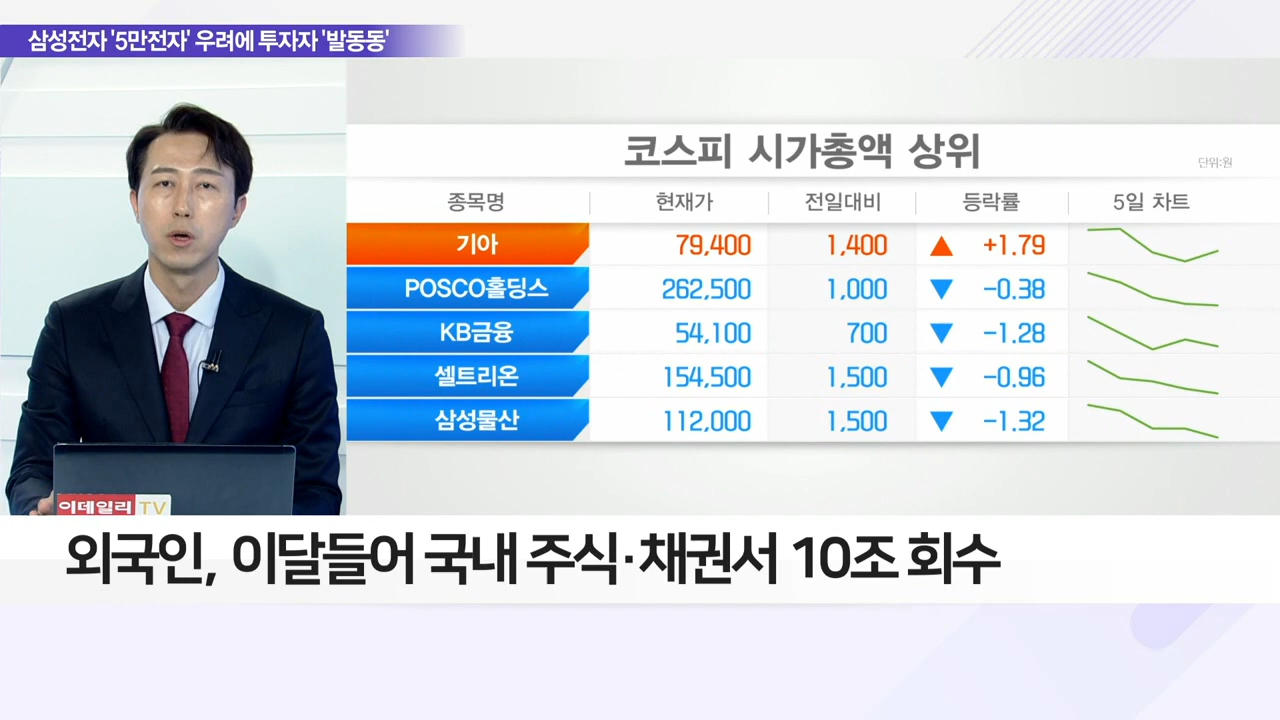 삼성전자 '5만전자' 우려에 투자자 '발동동'
코스피 시가총액 상위
단위:원
종목명 현재가 전일대비 등락률 5일 차트
기아 79,400 1,400 ▲ +1.79
POSCO홀딩스 262,500 1,000 ▼ -0.38
KB금융 54,100 700 ▼ -1.28
셀트리온 154,500 1,500 ▼ -0.96
삼성물산 112,000 1,500 ▼ -1.32
이데일리 TV
외국인, 이달들어 국내 주식·채권서 10조 회수